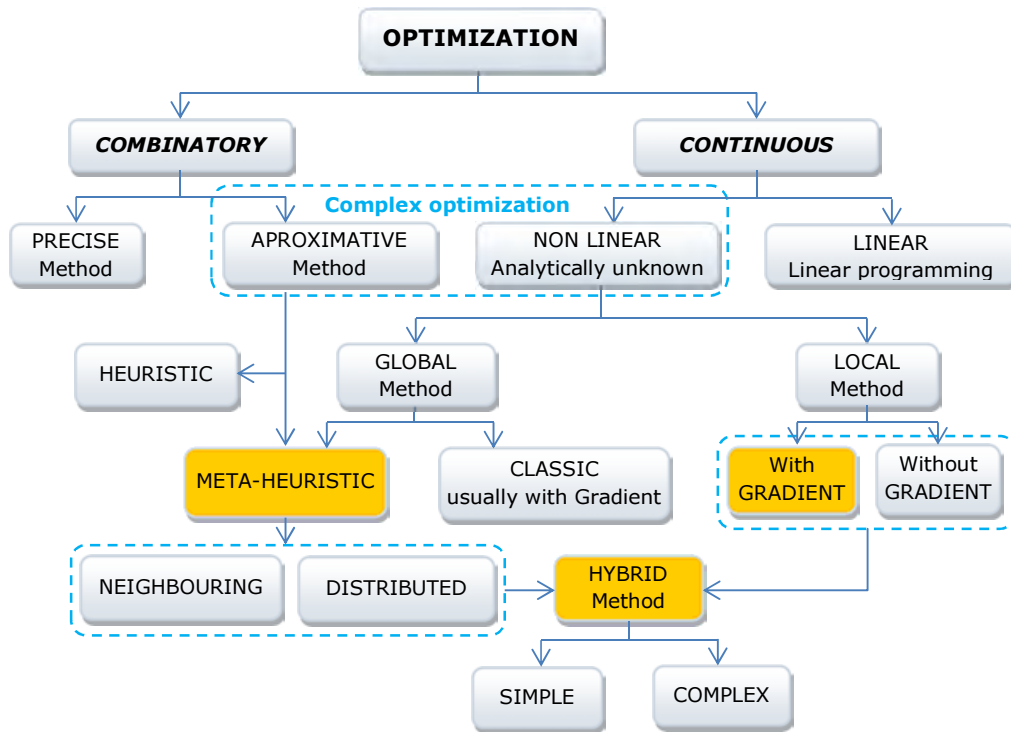 OPTIMIZATION
COMBINATORY
CONTINUOUS
Complex optimization
PRECISE
Method
APROXIMATIVE
Method
NON LINEAR
Analytically unknown
LINEAR
Linear programming
HEURISTIC
GLOBAL
Method
LOCAL
Method
META-HEURISTIC
CLASSIC
usually with Gradient
With
GRADIENT
Without
GRADIENT
NEIGHBOURING
DISTRIBUTED
HYBRID
Method
SIMPLE
COMPLEX